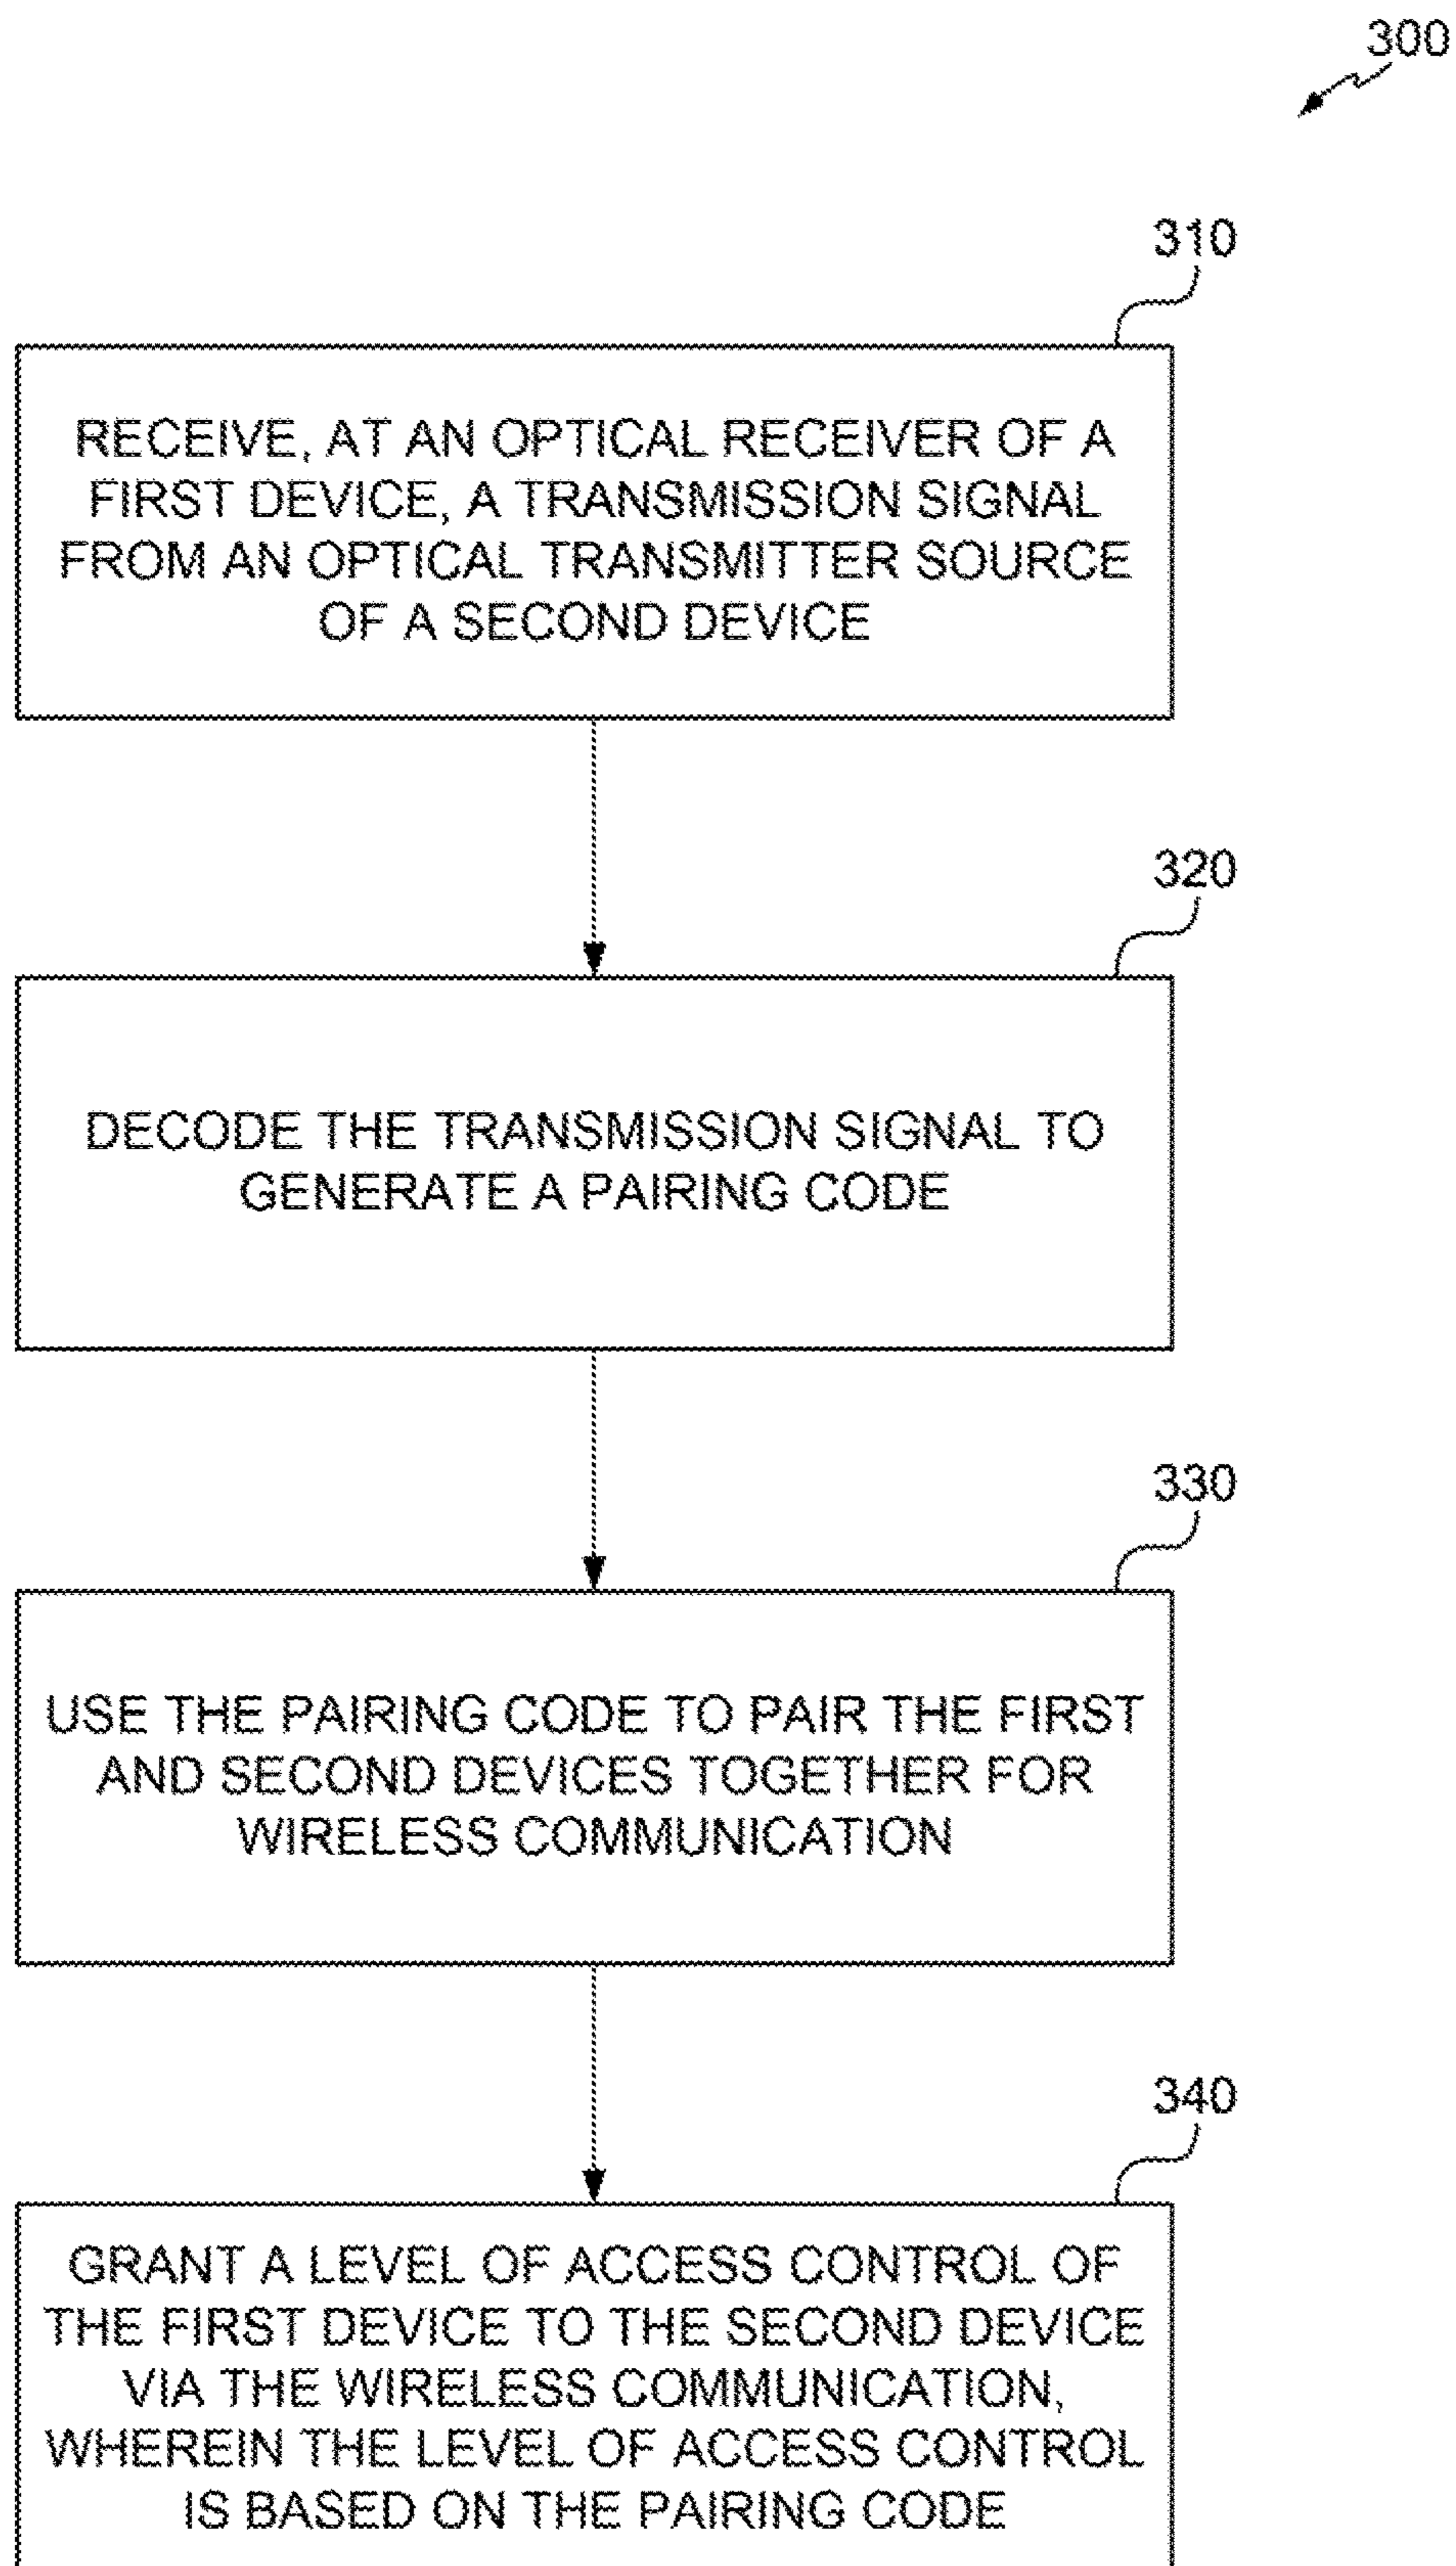 300
310
RECEIVE, AT AN OPTICAL RECEIVER OF A
FIRST DEVICE, A TRANSMISSION SIGNAL
FROM AN OPTICAL TRANSMITTER SOURCE
OF A SECOND DEVICE
320
DECODE THE TRANSMISSION SIGNAL TO
GENERATE A PAIRING CODE
330
USE THE PAIRING CODE TO PAIR THE FIRST
AND SECOND DEVICES TOGETHER FOR
WIRELESS COMMUNICATION
340
GRANT A LEVEL OF ACCESS CONTROL OF
THE FIRST DEVICE TO THE SECOND DEVICE
VIA THE WIRELESS COMMUNICATION,
WHEREIN THE LEVEL OF ACCESS CONTROL
IS BASED ON THE PAIRING CODE